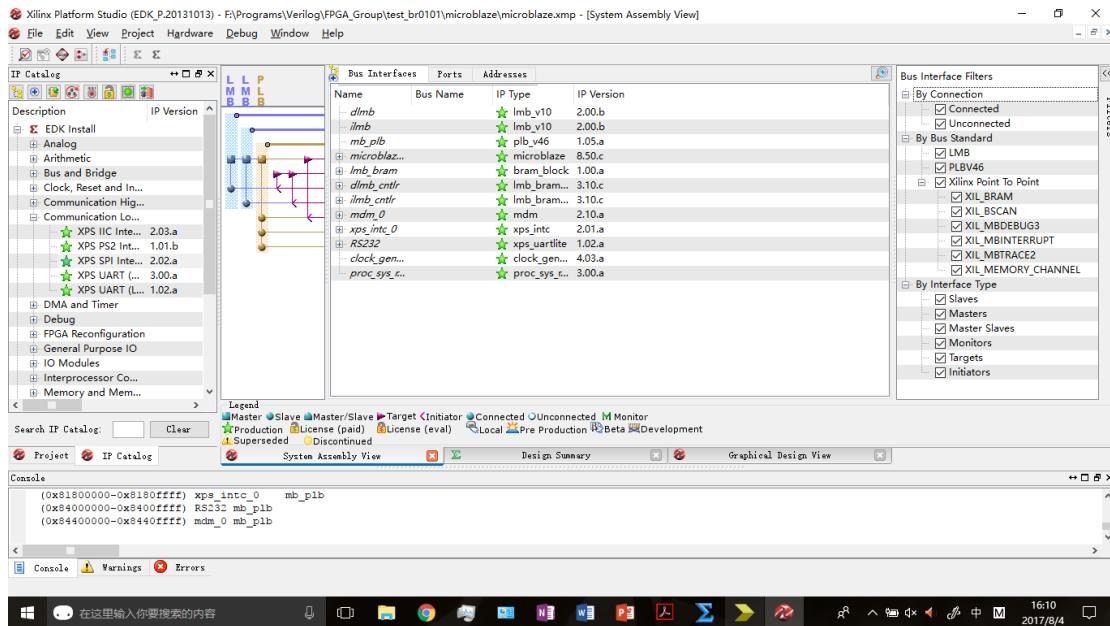 Xilinx Platform Studio (EDK_P.20131013) - F:\Programs\Verilog\FPGA_Group\test_br0101\microblaze\microblaze.xmp - [System Assembly View]
File Edit View Project Hardware Debug Window Help
IP Catalog
Description IP Version
EDK Install
Analog
Arithmetic
Bus and Bridge
Clock, Reset and In...
Communication Hig...
Communication Lo...
XPS IIC Inte... 2.03.a
XPS PS2 Int... 1.01.b
XPS SPI Inte... 2.02.a
XPS UART (... 3.00.a
XPS UART (L... 1.02.a
DMA and Timer
Debug
FPGA Reconfiguration
General Purpose IO
IO Modules
Interprocessor Co...
Memory and Mem...
Search IP Catalog: Clear
Project IP Catalog
L L P
M M L
B B B
Bus Interfaces Ports Addresses
Name Bus Name IP Type IP Version
dlmb lmb_v10 2.00.b
ilmb lmb_v10 2.00.b
mb_plb plb_v46 1.05.a
microblaz... microblaze 8.50.c
lmb_bram bram_block 1.00.a
dlmb_cntlr lmb_bram... 3.10.c
ilmb_cntlr lmb_bram... 3.10.c
mdm_0 mdm 2.10.a
xps_intc_0 xps_intc 2.01.a
RS232 xps_uartlite 1.02.a
clock_gen... clock_gen... 4.03.a
proc_sys_r... proc_sys_r... 3.00.a
Legend
Master Slave Master/Slave Target Initiator Connected Unconnected M Monitor
Production License (paid) License (eval) Local Pre Production Beta Development
Superseded Discontinued
System Assembly View Design Summary Graphical Design View
Bus Interface Filters
By Connection
Connected
Unconnected
By Bus Standard
LMB
PLBV46
Xilinx Point To Point
XIL_BRAM
XIL_BSCAN
XIL_MBDEBUG3
XIL_MBINTERRUPT
XIL_MBTRACE2
XIL_MEMORY_CHANNEL
By Interface Type
Slaves
Masters
Master Slaves
Monitors
Targets
Initiators
Console
(0x81800000-0x8180ffff) xps_intc_0 mb_plb
(0x84000000-0x8400ffff) RS232 mb_plb
(0x84400000-0x8440ffff) mdm_0 mb_plb
Console Warnings Errors
在这里输入你要搜索的内容
中 M 16:10
2017/8/4